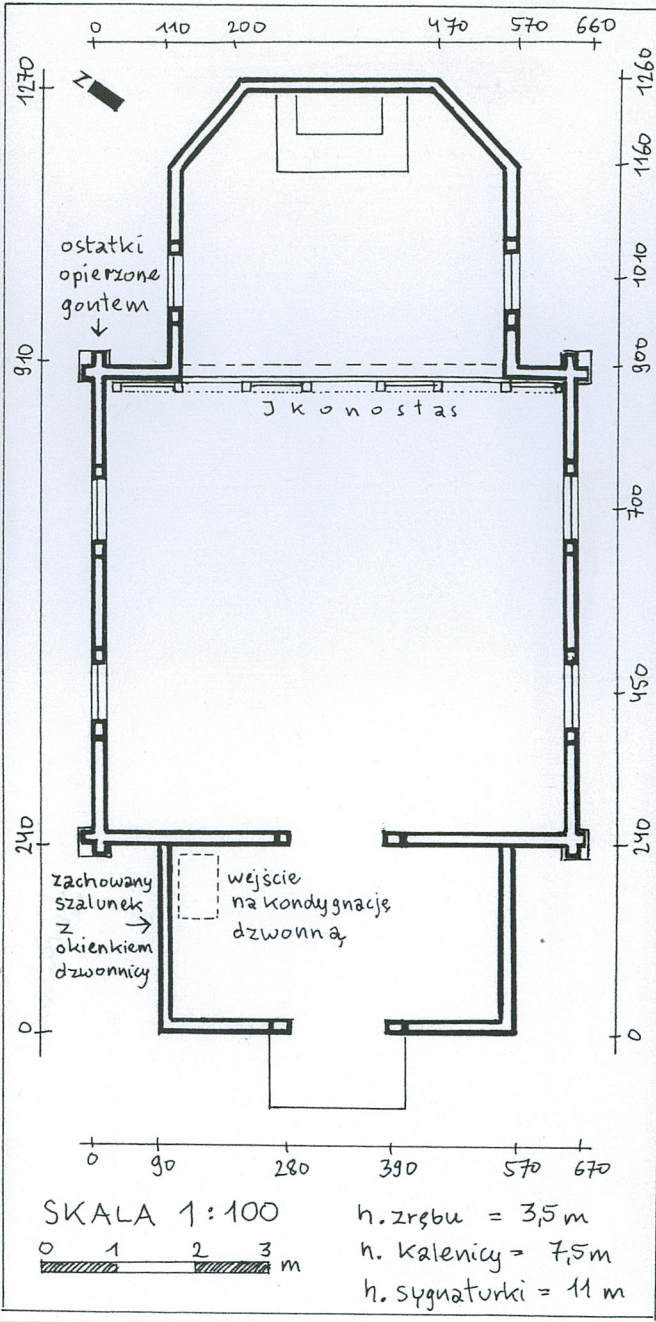 0 110 200 470 570 660
1270
1260
Z
1160
ostatki
opierzone
gontem
1010
910
900
Ikonostas
700
450
240
240
zachowany
szalunek
z
okienkiem
dzwonnicy
wejście
na kondygnację
dzwonną
0
0
0 90 280 390 570 670
SKALA 1:100
0 1 2 3 m
h. zrębu = 3,5 m
h. kalenicy = 7,5 m
h. sygnaturki = 11 m